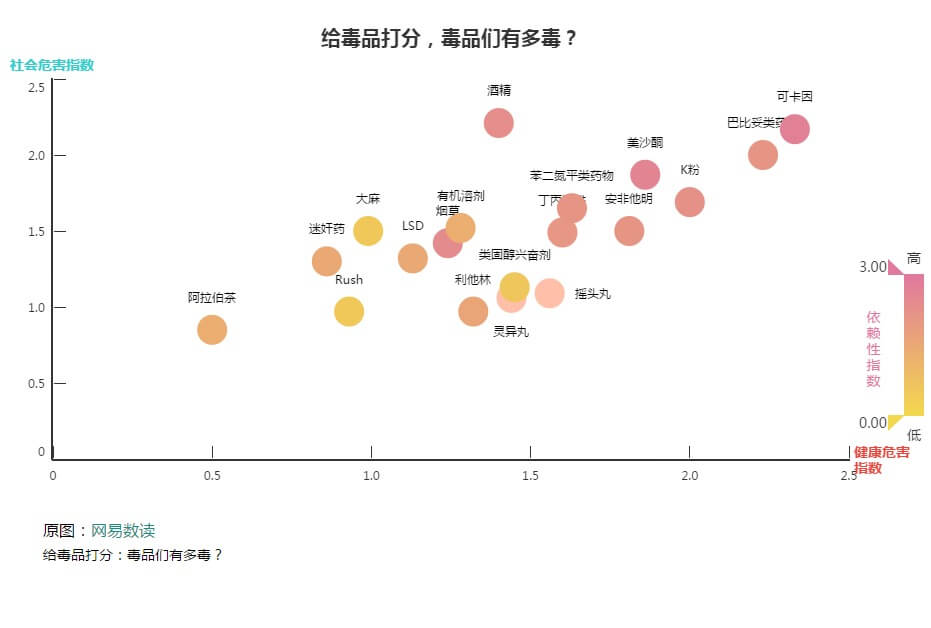 给毒品打分，毒品们有多毒？
社会危害指数
2.5
2.0
1.5
1.0
0.5
0
酒精
可卡因
巴比妥类药
美沙酮
K粉
苯二氮平类药物
安非他明
丁丙
有机溶剂
烟草
大麻
LSD
迷奸药
类固醇兴奋剂
Rush
利他林
摇头丸
阿拉伯茶
灵异丸
高
3.00
依赖性指数
0.00
低
健康危害
指数
0
0.5
1.0
1.5
2.0
2.5
原图：网易数读
给毒品打分：毒品们有多毒？